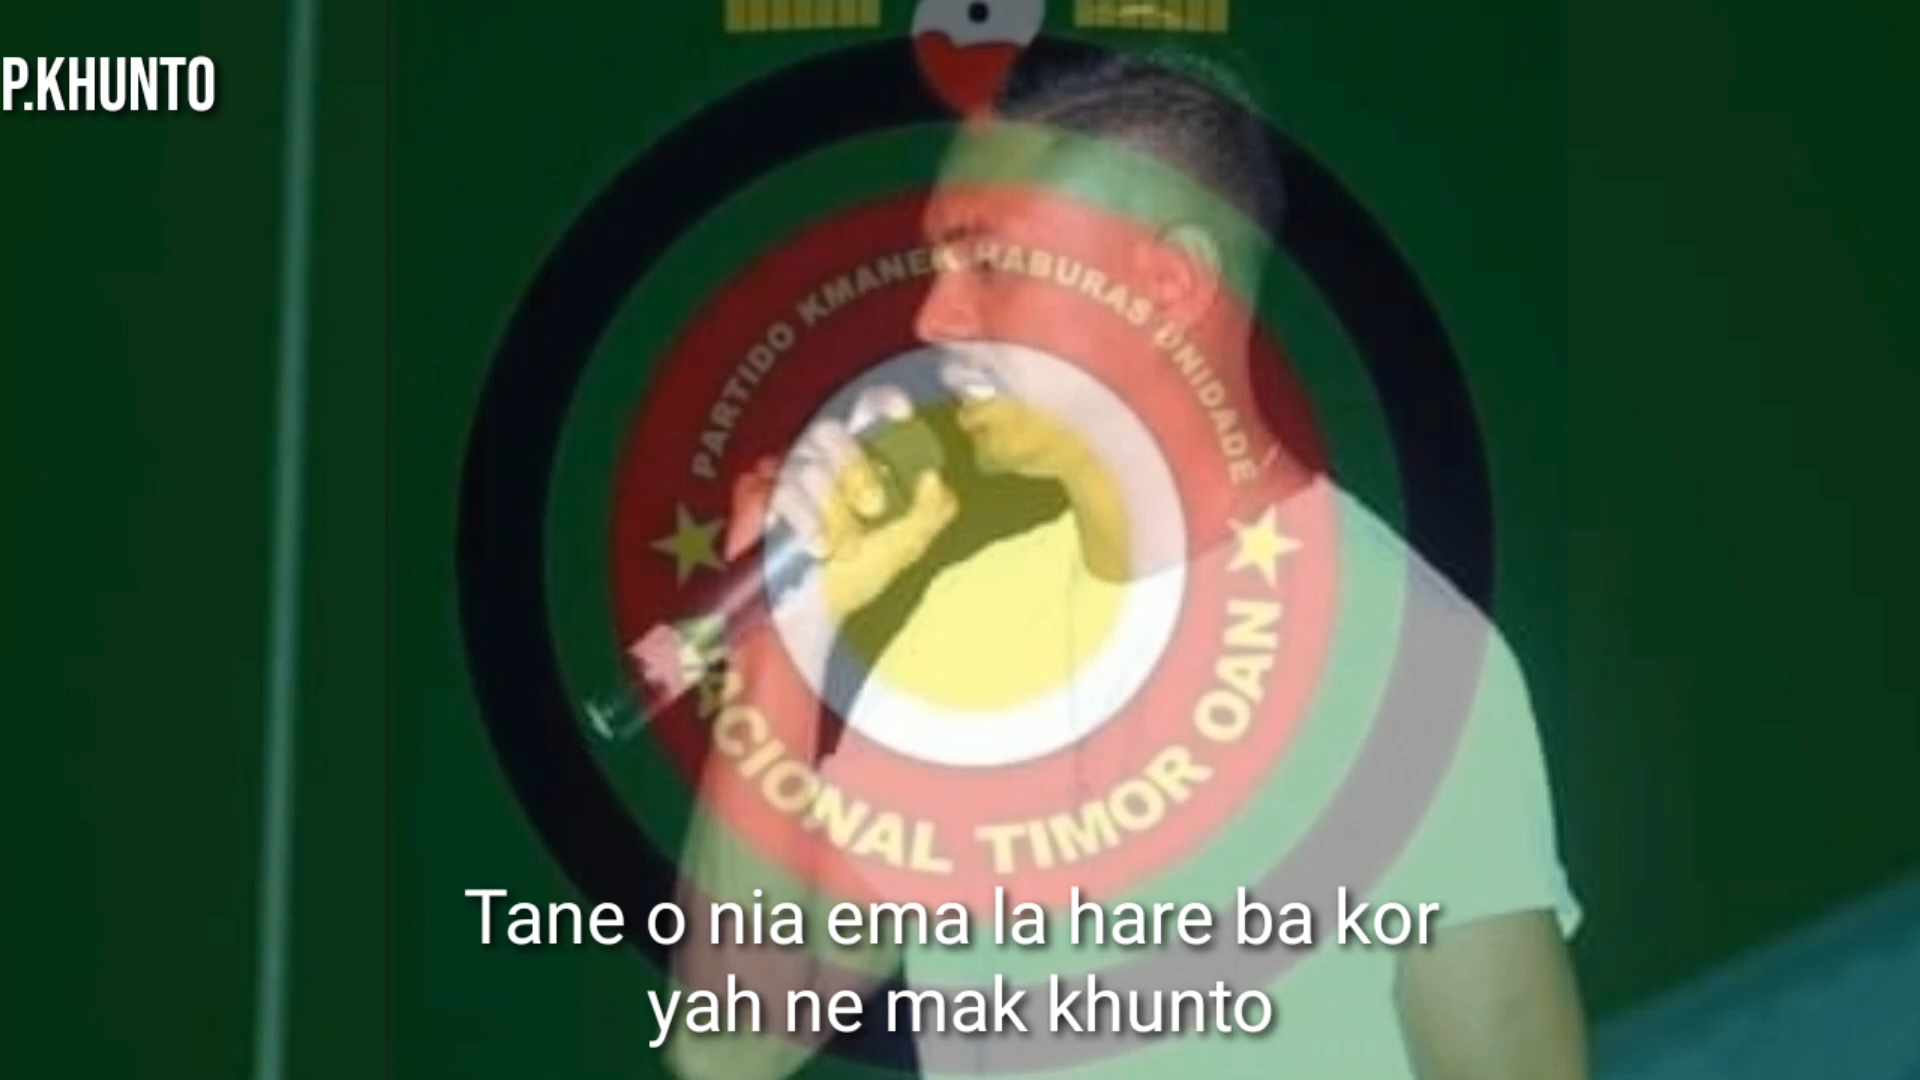 P.KHUNTO
PARTIDO KMANEK HABURAS UNIDADE
NACIONAL TIMOR OAN
Tane o nia ema la hare ba kor
yah ne mak khunto